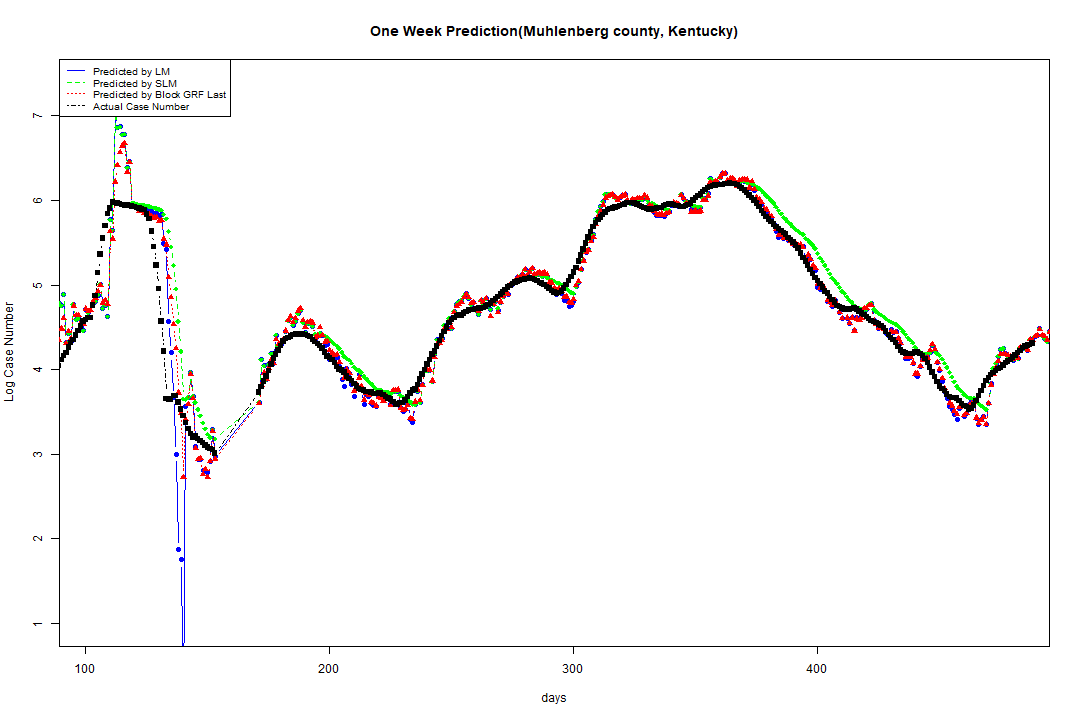 One Week Prediction(Muhlenberg county, Kentucky)
Predicted by LM
Predicted by SLM
Predicted by Block GRF Last
Actual Case Number
7
6
5
4
3
2
1
Log Case Number
100 200 300 400
days